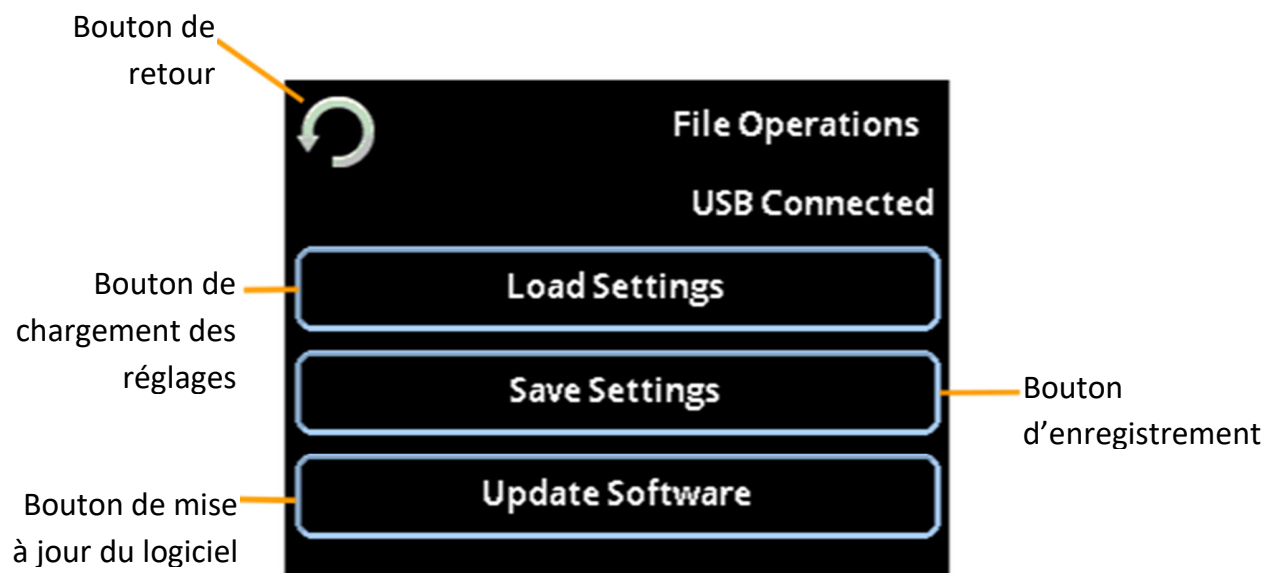 Bouton de
retour
File Operations
USB Connected
Bouton de
chargement des
réglages
Load Settings
Save Settings
Bouton
d’enregistrement
Bouton de mise
à jour du logiciel
Update Software